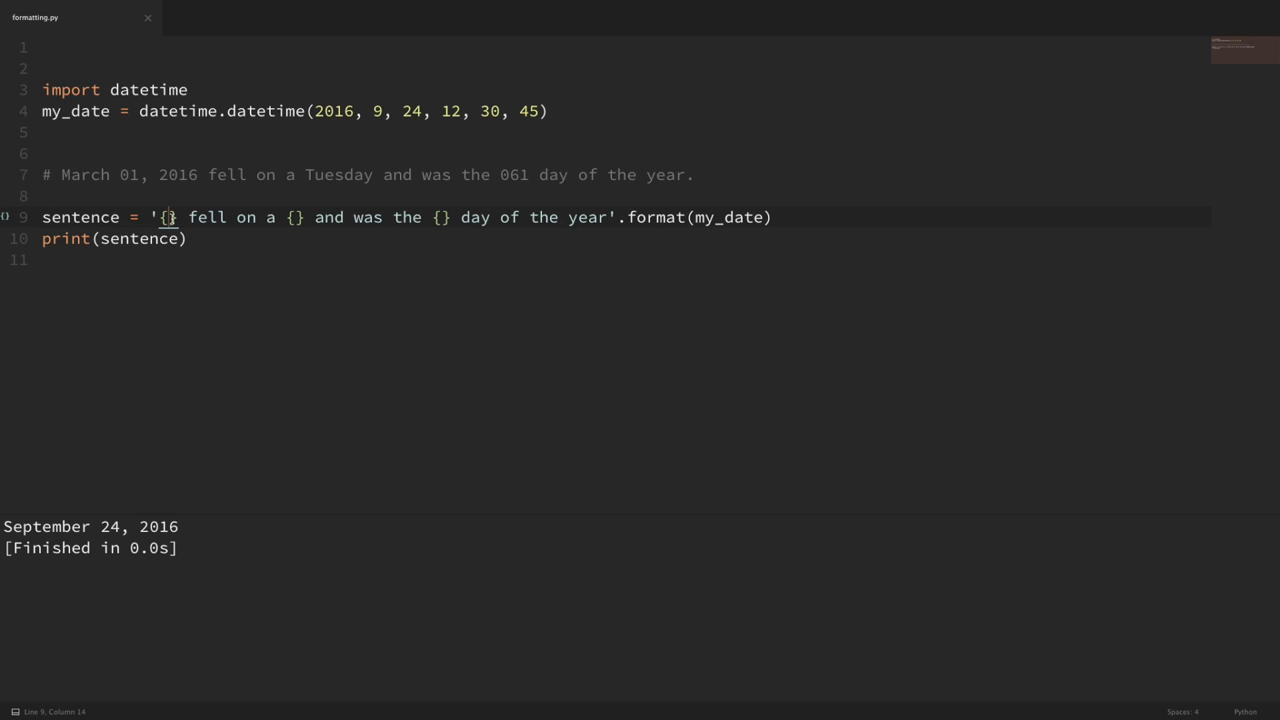 formatting.py ×
1
2
3 import datetime
4 my_date = datetime.datetime(2016, 9, 24, 12, 30, 45)
5
6
7 # March 01, 2016 fell on a Tuesday and was the 061 day of the year.
8
{} 9 sentence = '{} fell on a {} and was the {} day of the year'.format(my_date)
10 print(sentence)
11
September 24, 2016
[Finished in 0.0s]
Line 9, Column 14 Spaces: 4 Python